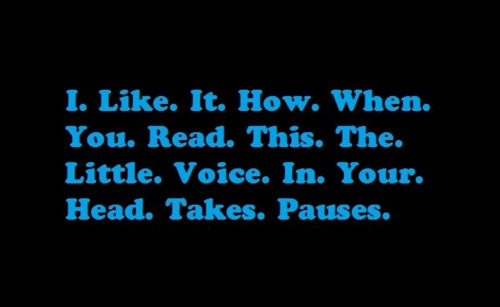 I. Like. It. How. When.
You. Read. This. The.
Little. Voice. In. Your.
Head. Takes. Pauses.